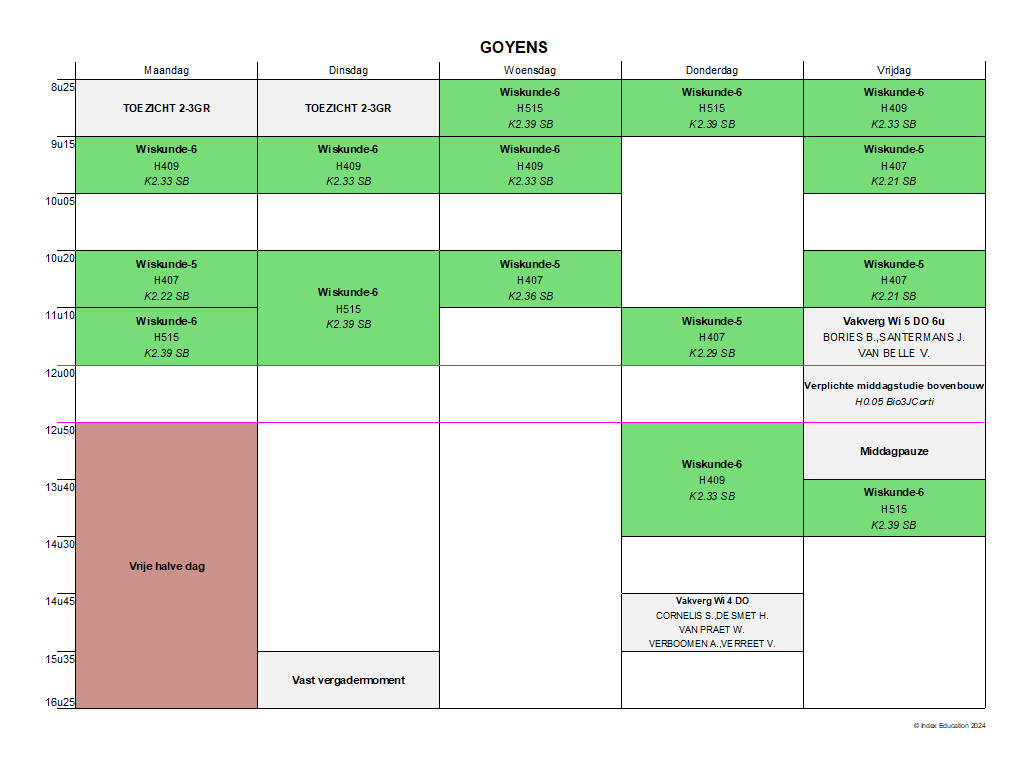 GOYENS
Maandag Dinsdag Woensdag Donderdag Vrijdag
8u25
TOEZICHT 2-3GR
TOEZICHT 2-3GR
Wiskunde-6
H515
K2.39 SB
Wiskunde-6
H515
K2.39 SB
Wiskunde-6
H409
K2.33 SB
9u15
Wiskunde-6
H409
K2.33 SB
Wiskunde-6
H409
K2.33 SB
Wiskunde-6
H409
K2.33 SB
Wiskunde-5
H407
K2.21 SB
10u05
10u20
Wiskunde-5
H407
K2.22 SB
Wiskunde-6
H515
K2.39 SB
Wiskunde-5
H407
K2.36 SB
Wiskunde-5
H407
K2.21 SB
11u10
Wiskunde-6
H515
K2.39 SB
Wiskunde-5
H407
K2.29 SB
Vakverg Wi 5 DO 6u
BORIES B.,SANTERMANS J.
VAN BELLE V.
12u00
Verplichte middagstudie bovenbouw
H0.05 Bio3JCorti
12u50
Vrije halve dag
Wiskunde-6
H409
K2.33 SB
Middagpauze
13u40
Wiskunde-6
H515
K2.39 SB
14u30
14u45
Vakverg Wi 4 DO
CORNELIS S.,DE SMET H.
VAN PRAET W.
VERBOOMEN A.,VERREET V.
15u35
Vast vergadermoment
16u25
© Index Education 2024